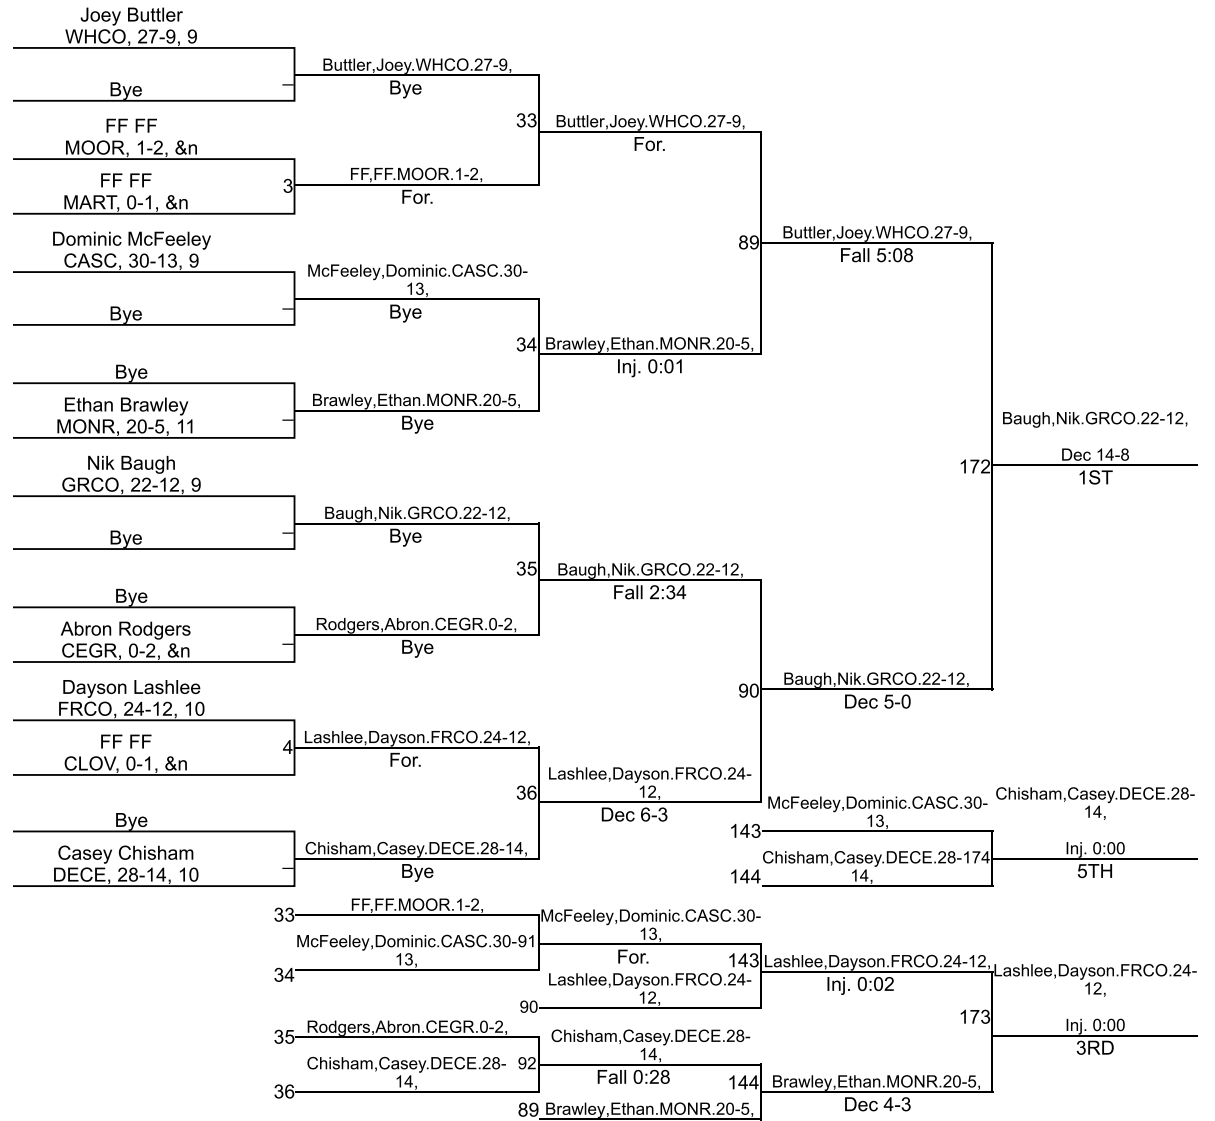 Joey Buttler
WHCO, 27-9, 9
Buttler,Joey.WHCO.27-9,
Bye
Bye
33
Buttler,Joey.WHCO.27-9,
For.
FF FF
MOOR, 1-2, &n
FF FF
MART, 0-1, &n
3
FF,FF.MOOR.1-2,
For.
89
Buttler,Joey.WHCO.27-9,
Fall 5:08
Dominic McFeeley
CASC, 30-13, 9
McFeeley,Dominic.CASC.30-
13,
Bye
Bye
34
Brawley,Ethan.MONR.20-5,
Inj. 0:01
Bye
Ethan Brawley
MONR, 20-5, 11
Brawley,Ethan.MONR.20-5,
Bye
172
Baugh,Nik.GRCO.22-12,
Dec 14-8
1ST
Nik Baugh
GRCO, 22-12, 9
Baugh,Nik.GRCO.22-12,
Bye
Bye
35
Baugh,Nik.GRCO.22-12,
Fall 2:34
Bye
Abron Rodgers
CEGR, 0-2, &n
Rodgers,Abron.CEGR.0-2,
Bye
90
Baugh,Nik.GRCO.22-12,
Dec 5-0
Dayson Lashlee
FRCO, 24-12, 10
FF FF
CLOV, 0-1, &n
4
Lashlee,Dayson.FRCO.24-12,
For.
36
Lashlee,Dayson.FRCO.24-
12,
Dec 6-3
Bye
Casey Chisham
DECE, 28-14, 10
Chisham,Casey.DECE.28-14,
Bye
143
McFeeley,Dominic.CASC.30-
13,
144
Chisham,Casey.DECE.28-174
14,
Chisham,Casey.DECE.28-
14,
Inj. 0:00
5TH
33
FF,FF.MOOR.1-2,
34
McFeeley,Dominic.CASC.30-91
13,
McFeeley,Dominic.CASC.30-
13,
For.
143
90
Lashlee,Dayson.FRCO.24-
12,
Lashlee,Dayson.FRCO.24-12,
Inj. 0:02
173
Lashlee,Dayson.FRCO.24-
12,
Inj. 0:00
3RD
35
Rodgers,Abron.CEGR.0-2,
36
Chisham,Casey.DECE.28-
14,
92
Chisham,Casey.DECE.28-
14,
Fall 0:28
144
89
Brawley,Ethan.MONR.20-5,
Brawley,Ethan.MONR.20-5,
Dec 4-3